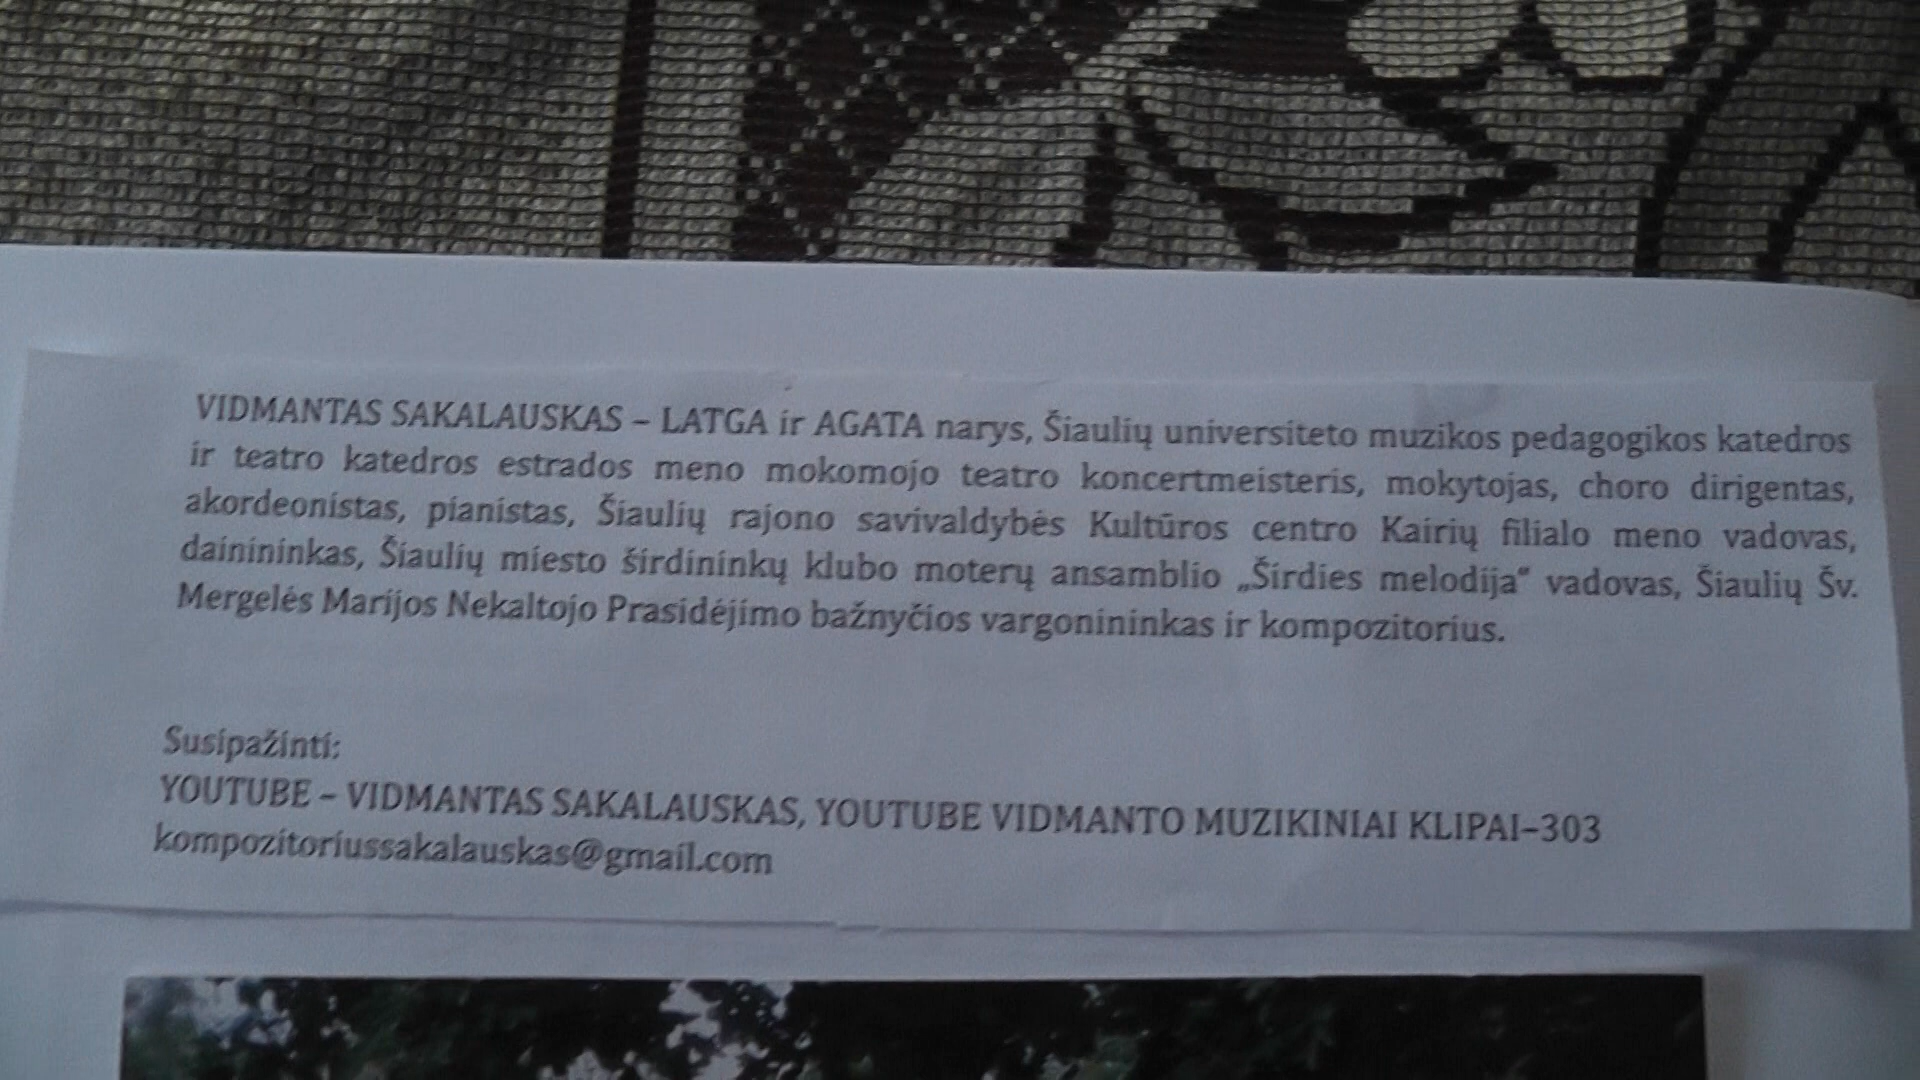 VIDMANTAS SAKALAUSKAS – LATGA ir AGATA narys, Šiaulių universiteto muzikos pedagogikos katedros
ir teatro katedros estrados meno mokomojo teatro koncertmeisteris, mokytojas, choro dirigentas,
akordeonistas, pianistas, Šiaulių rajono savivaldybės Kultūros centro Kairių filialo meno vadovas,
dainininkas, Šiaulių miesto širdininkų klubo moterų ansamblio „Širdies melodija“ vadovas, Šiaulių Šv.
Mergelės Marijos Nekaltojo Prasidėjimo bažnyčios vargonininkas ir kompozitorius.
Susipažinti:
YOUTUBE – VIDMANTAS SAKALAUSKAS, YOUTUBE VIDMANTO MUZIKINIAI KLIPAI–303
kompozitoriussakalauskas@gmail.com